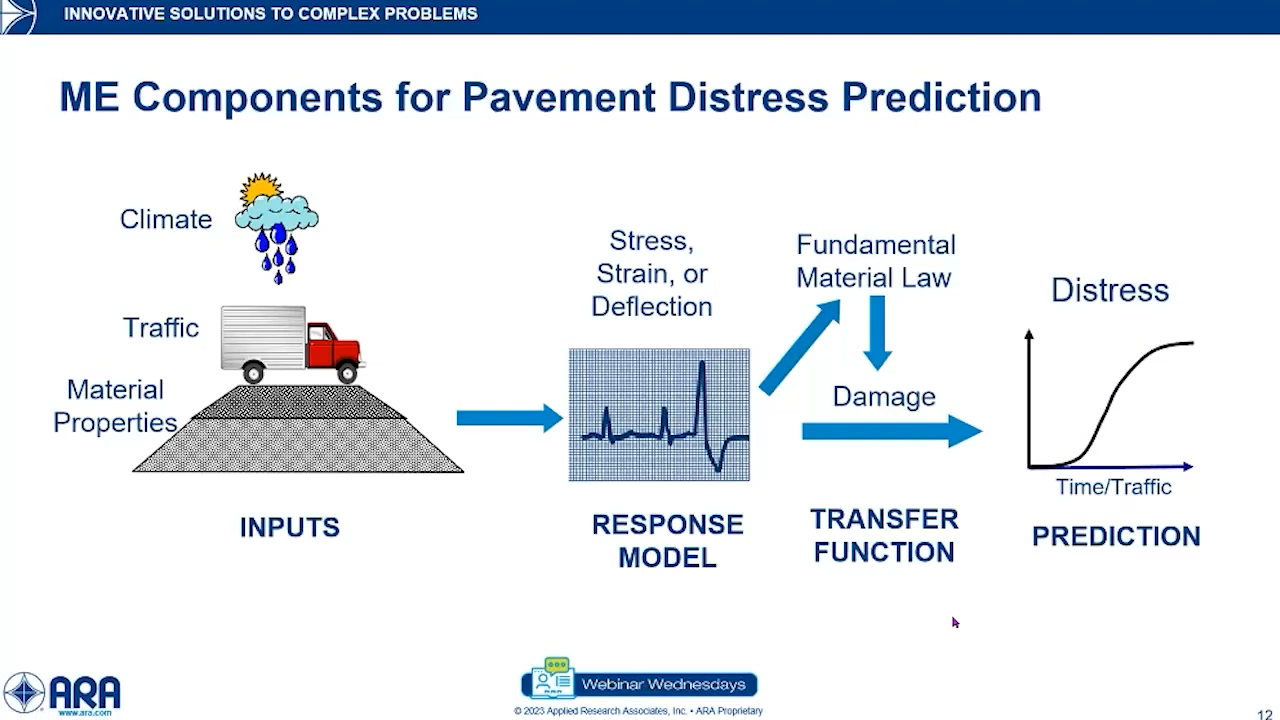 INNOVATIVE SOLUTIONS TO COMPLEX PROBLEMS
ME Components for Pavement Distress Prediction
Climate
Traffic
Material
Properties
INPUTS
Stress,
Strain, or
Deflection
RESPONSE
MODEL
Fundamental
Material Law
Damage
TRANSFER
FUNCTION
Distress
Time/Traffic
PREDICTION
ARA
www.ara.com
Webinar Wednesdays
© 2023 Applied Research Associates, Inc. • ARA Proprietary
12